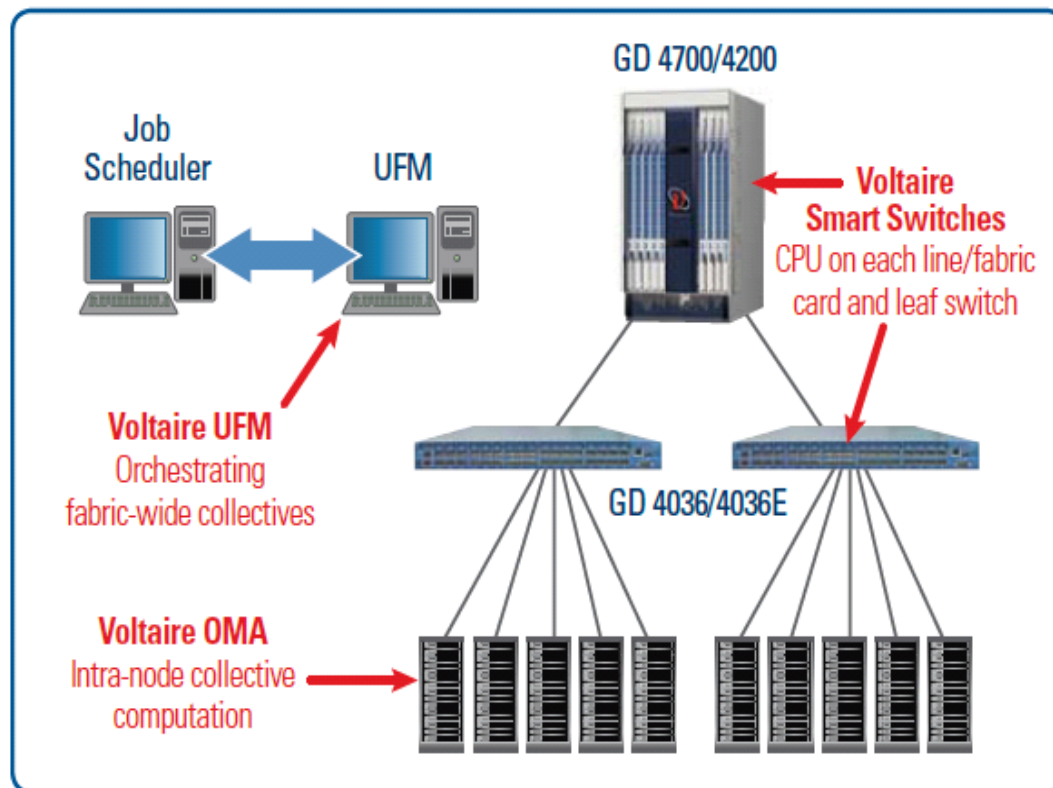 GD 4700/4200
Job
Scheduler
UFM
Voltaire
Smart Switches
CPU on each line/fabric
card and leaf switch
Voltaire UFM
Orchestrating
fabric-wide collectives
GD 4036/4036E
Voltaire OMA
Intra-node collective
computation